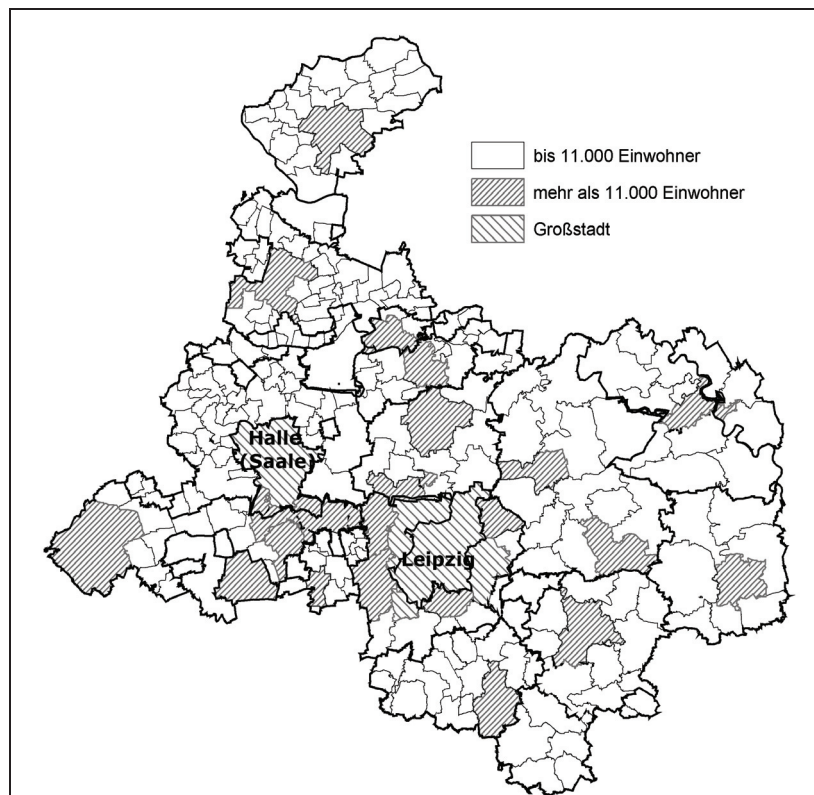 bis 11.000 Einwohner
mehr als 11.000 Einwohner
Großstadt
Halle
(Saale)
Leipzig